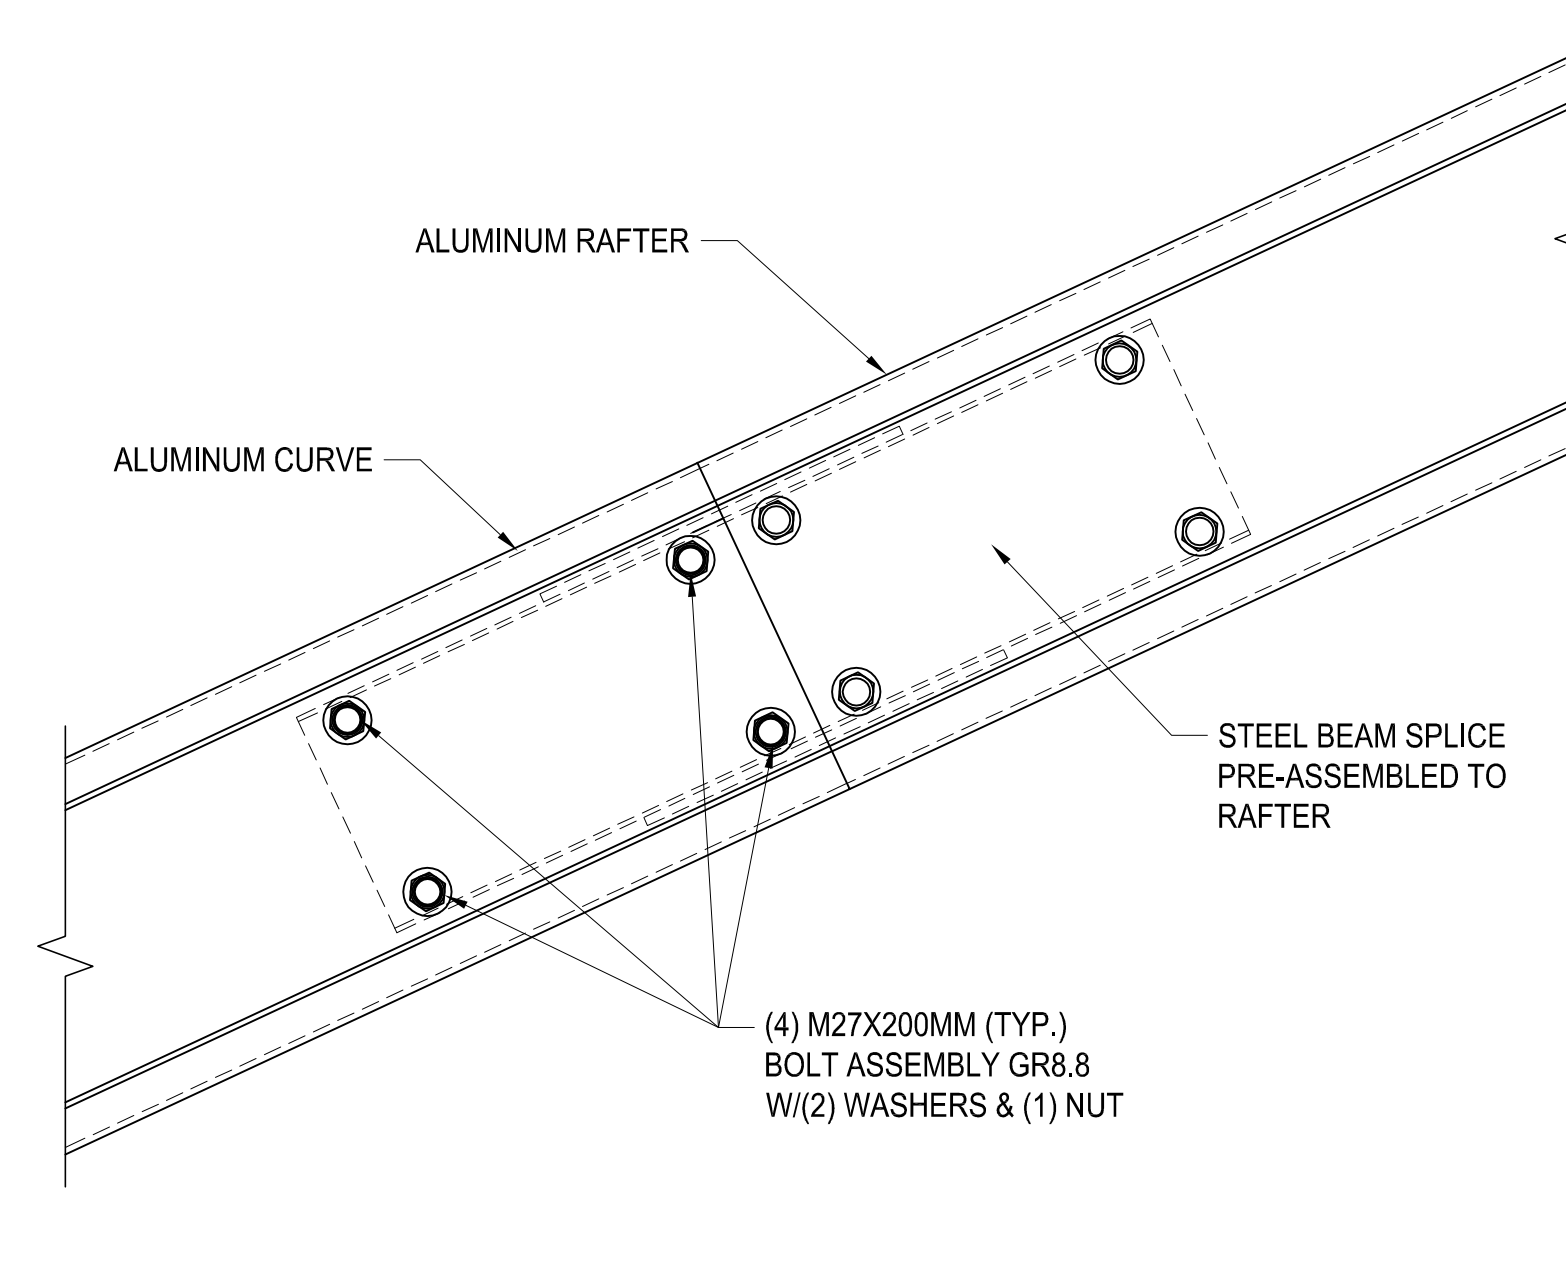 ALUMINUM RAFTER
ALUMINUM CURVE
STEEL BEAM SPLICE
PRE-ASSEMBLED TO
RAFTER
(4) M27X200MM (TYP.)
BOLT ASSEMBLY GR8.8
W/(2) WASHERS & (1) NUT